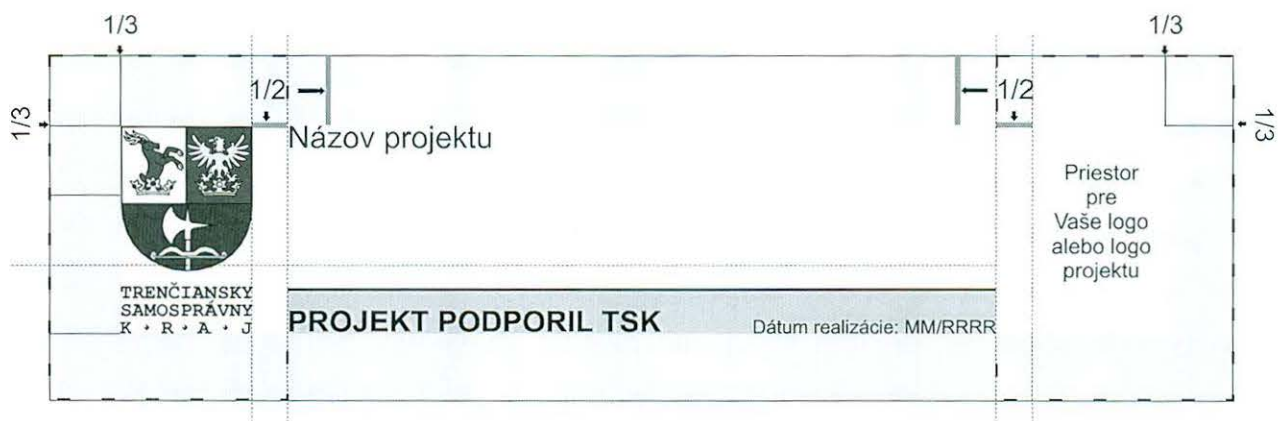 1/3
1/3
1/2
1/2
1/3
1/3
Názov projektu
Priestor
pre
Vaše logo
alebo logo
projektu
TRENČIANSKY
SAMOSPRÁVNY
K · R · A · J
PROJEKT PODPORIL TSK
Dátum realizácie: MM/RRRR